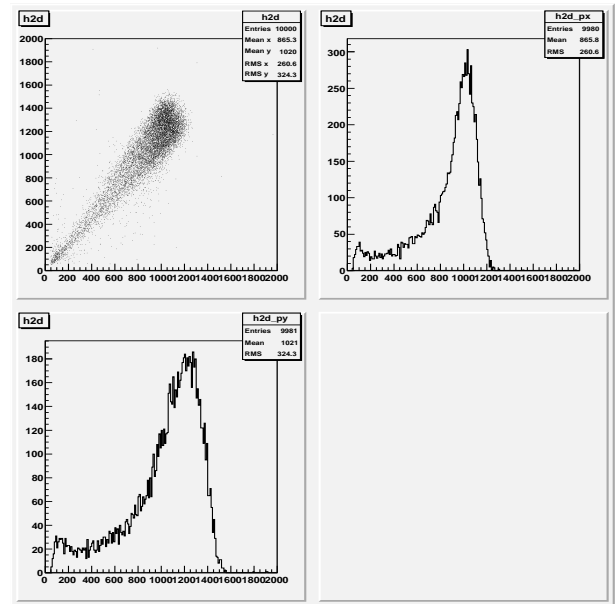 h2d
h2d
Entries 10000
Mean x 865.3
Mean y 1020
RMS x 260.6
RMS y 324.3
2000
1800
1600
1400
1200
1000
800
600
400
200
0
0 200 400 600 800 1000 1200 1400 1600 1800 2000
h2d
h2d_px
Entries 9980
Mean 865.8
RMS 260.6
300
250
200
150
100
50
0
0 200 400 600 800 1000 1200 1400 1600 1800 2000
h2d
h2d_py
Entries 9981
Mean 1021
RMS 324.3
180
160
140
120
100
80
60
40
20
0
0 200 400 600 800 1000 1200 1400 1600 1800 2000